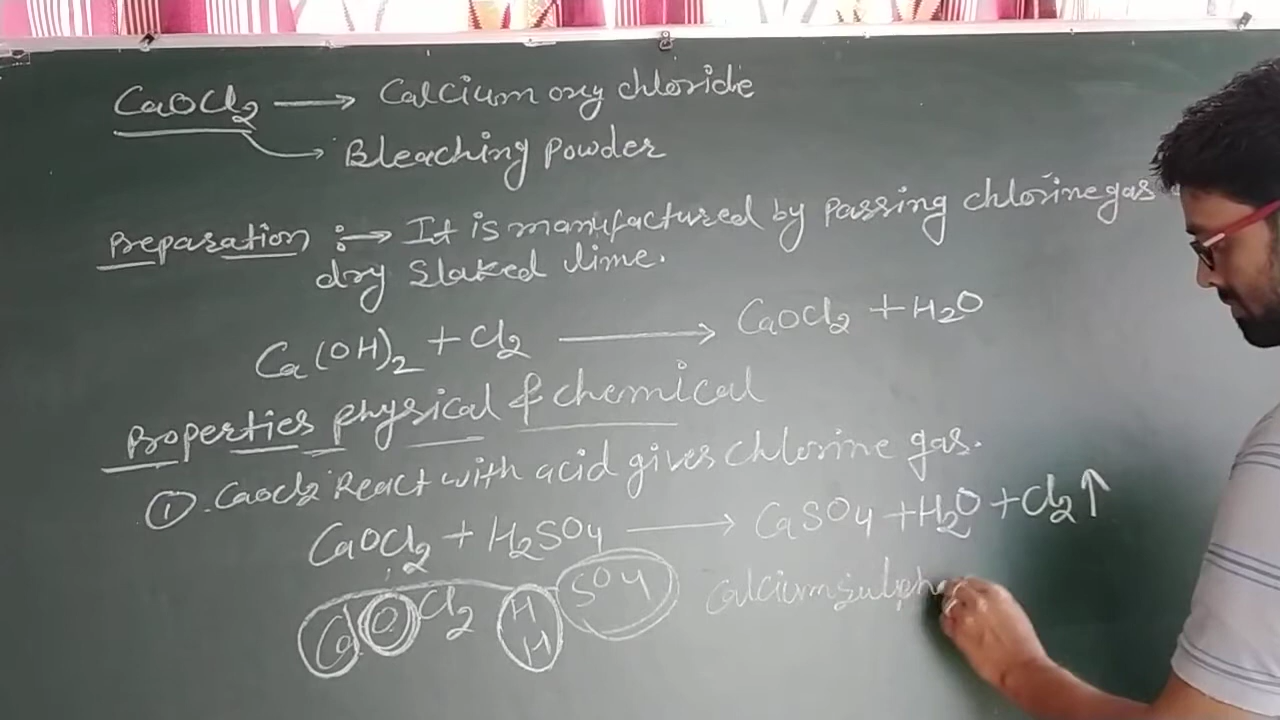 CaOCl2 → Calcium oxy chloride
→ Bleaching Powder
Preparation :→ It is manufactured by passing chlorine gas
dry slaked lime.
Ca(OH)2 + Cl2 → CaOCl2 + H2O
Properties physical & chemical
① CaOCl2 React with acid gives chlorine gas.
CaOCl2 + H2SO4 → CaSO4 + H2O + Cl2 ↑
Ca O Cl2 H SO4 Calcium sulpha
H